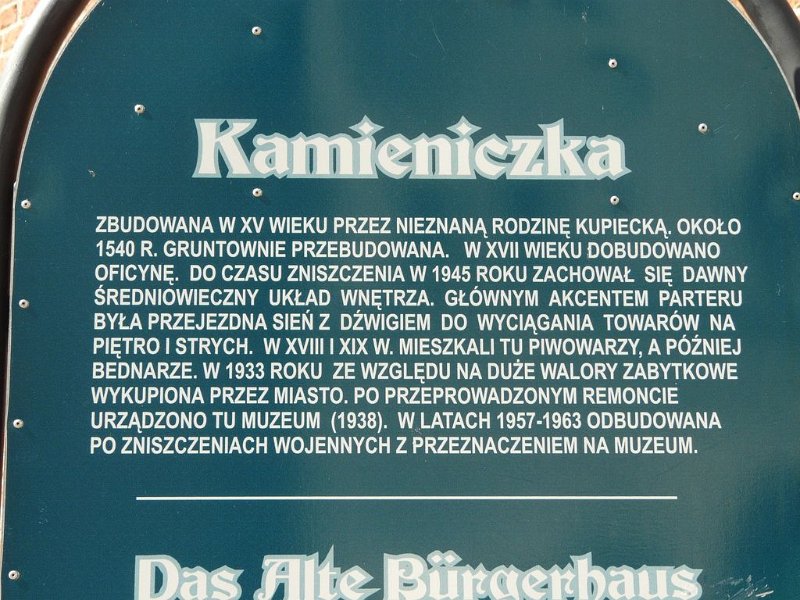 Kamieniczka
ZBUDOWANA W XV WIEKU PRZEZ NIEZNANĄ RODZINĘ KUPIECKĄ. OKOŁO
1540 R. GRUNTOWNIE PRZEBUDOWANA. W XVII WIEKU DOBUDOWANO
OFICYNĘ. DO CZASU ZNISZCZENIA W 1945 ROKU ZACHOWAŁ SIĘ DAWNY
ŚREDNIOWIECZNY UKŁAD WNĘTRZA. GŁÓWNYM AKCENTEM PARTERU
BYŁA PRZEJEZDNA SIEŃ Z DŹWIGIEM DO WYCIĄGANIA TOWARÓW NA
PIĘTRO I STRYCH. W XVIII I XIX W. MIESZKALI TU PIWOWARZY, A PÓŹNIEJ
BEDNARZE. W 1933 ROKU ZE WZGLĘDU NA DUŻE WALORY ZABYTKOWE
WYKUPIONA PRZEZ MIASTO. PO PRZEPROWADZONYM REMONCIE
URZĄDZONO TU MUZEUM (1938). W LATACH 1957-1963 ODBUDOWANA
PO ZNISZCZENIACH WOJENNYCH Z PRZEZNACZENIEM NA MUZEUM.
Das Alte Bürgerhaus